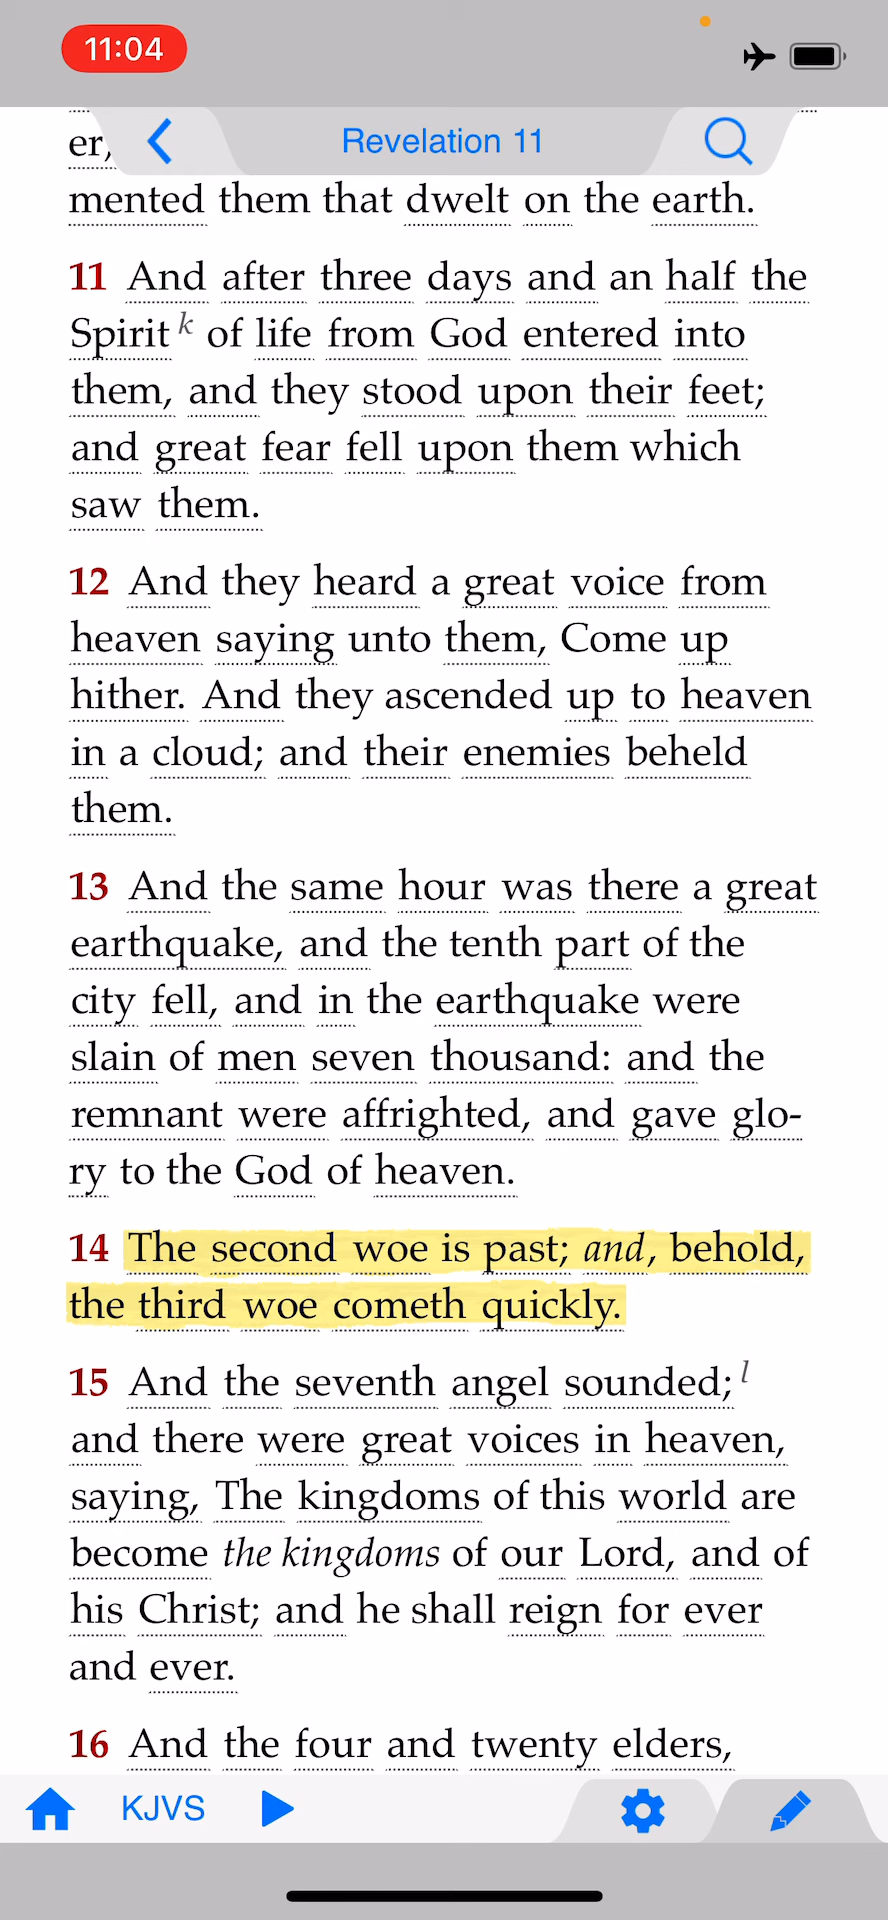 11:04
er,
Revelation 11
mented them that dwelt on the earth.
11 And after three days and an half the
Spirit k of life from God entered into
them, and they stood upon their feet;
and great fear fell upon them which
saw them.
12 And they heard a great voice from
heaven saying unto them, Come up
hither. And they ascended up to heaven
in a cloud; and their enemies beheld
them.
13 And the same hour was there a great
earthquake, and the tenth part of the
city fell, and in the earthquake were
slain of men seven thousand: and the
remnant were affrighted, and gave glo-
ry to the God of heaven.
14 The second woe is past; and, behold,
the third woe cometh quickly.
15 And the seventh angel sounded; l
and there were great voices in heaven,
saying, The kingdoms of this world are
become the kingdoms of our Lord, and of
his Christ; and he shall reign for ever
and ever.
16 And the four and twenty elders,
KJVS